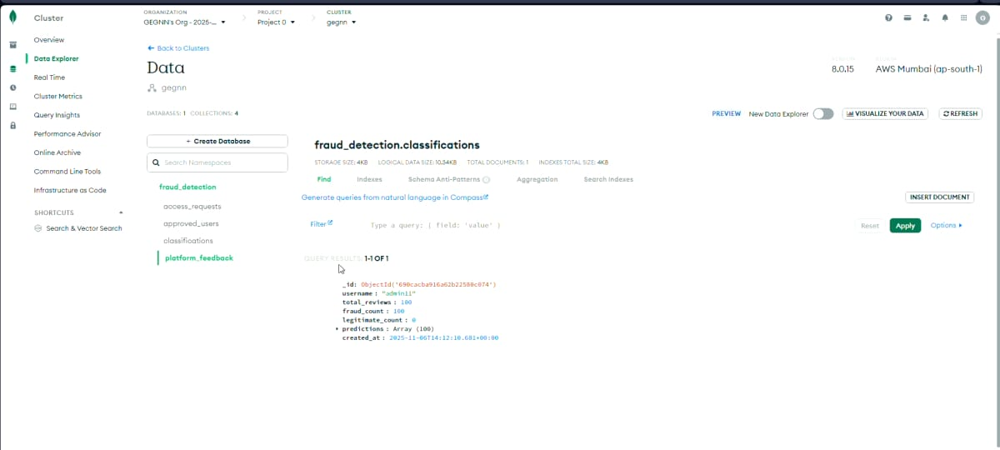 Cluster
ORGANIZATION
GEGNN's Org - 2025-...
PROJECT
Project 0
CLUSTER
gegnn
G
Overview
Data Explorer
Real Time
Cluster Metrics
Query Insights
Performance Advisor
Online Archive
Command Line Tools
Infrastructure as Code
SHORTCUTS
Search & Vector Search
Back to Clusters
Data
gegnn
8.0.15
AWS Mumbai (ap-south-1)
DATABASES: 1 COLLECTIONS: 4
PREVIEW New Data Explorer
VISUALIZE YOUR DATA
REFRESH
+ Create Database
Search Namespaces
fraud_detection
access_requests
approved_users
classifications
platform_feedback
fraud_detection.classifications
STORAGE SIZE: 4KB LOGICAL DATA SIZE: 10.34KB TOTAL DOCUMENTS: 1 INDEXES TOTAL SIZE: 4KB
Find Indexes Schema Anti-Patterns Aggregation Search Indexes
Generate queries from natural language in Compass
INSERT DOCUMENT
Filter
Type a query: { field: 'value' }
Reset
Apply
Options
QUERY RESULTS: 1-1 OF 1
_id: ObjectId('690cacba916a62b22580c074')
username : "admin11"
total_reviews : 100
fraud_count : 100
legitimate_count : 0
predictions : Array (100)
created_at : 2025-11-06T14:12:10.681+00:00